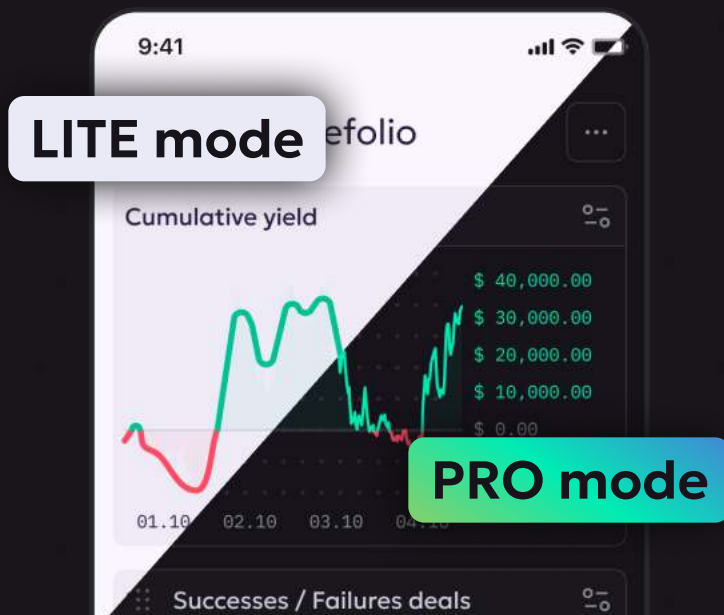 9:41
LITE mode
efolio
Cumulative yield
$ 40,000.00
$ 30,000.00
$ 20,000.00
$ 10,000.00
$ 0.00
PRO mode
01.10 02.10 03.10 04.10
Successes / Failures deals